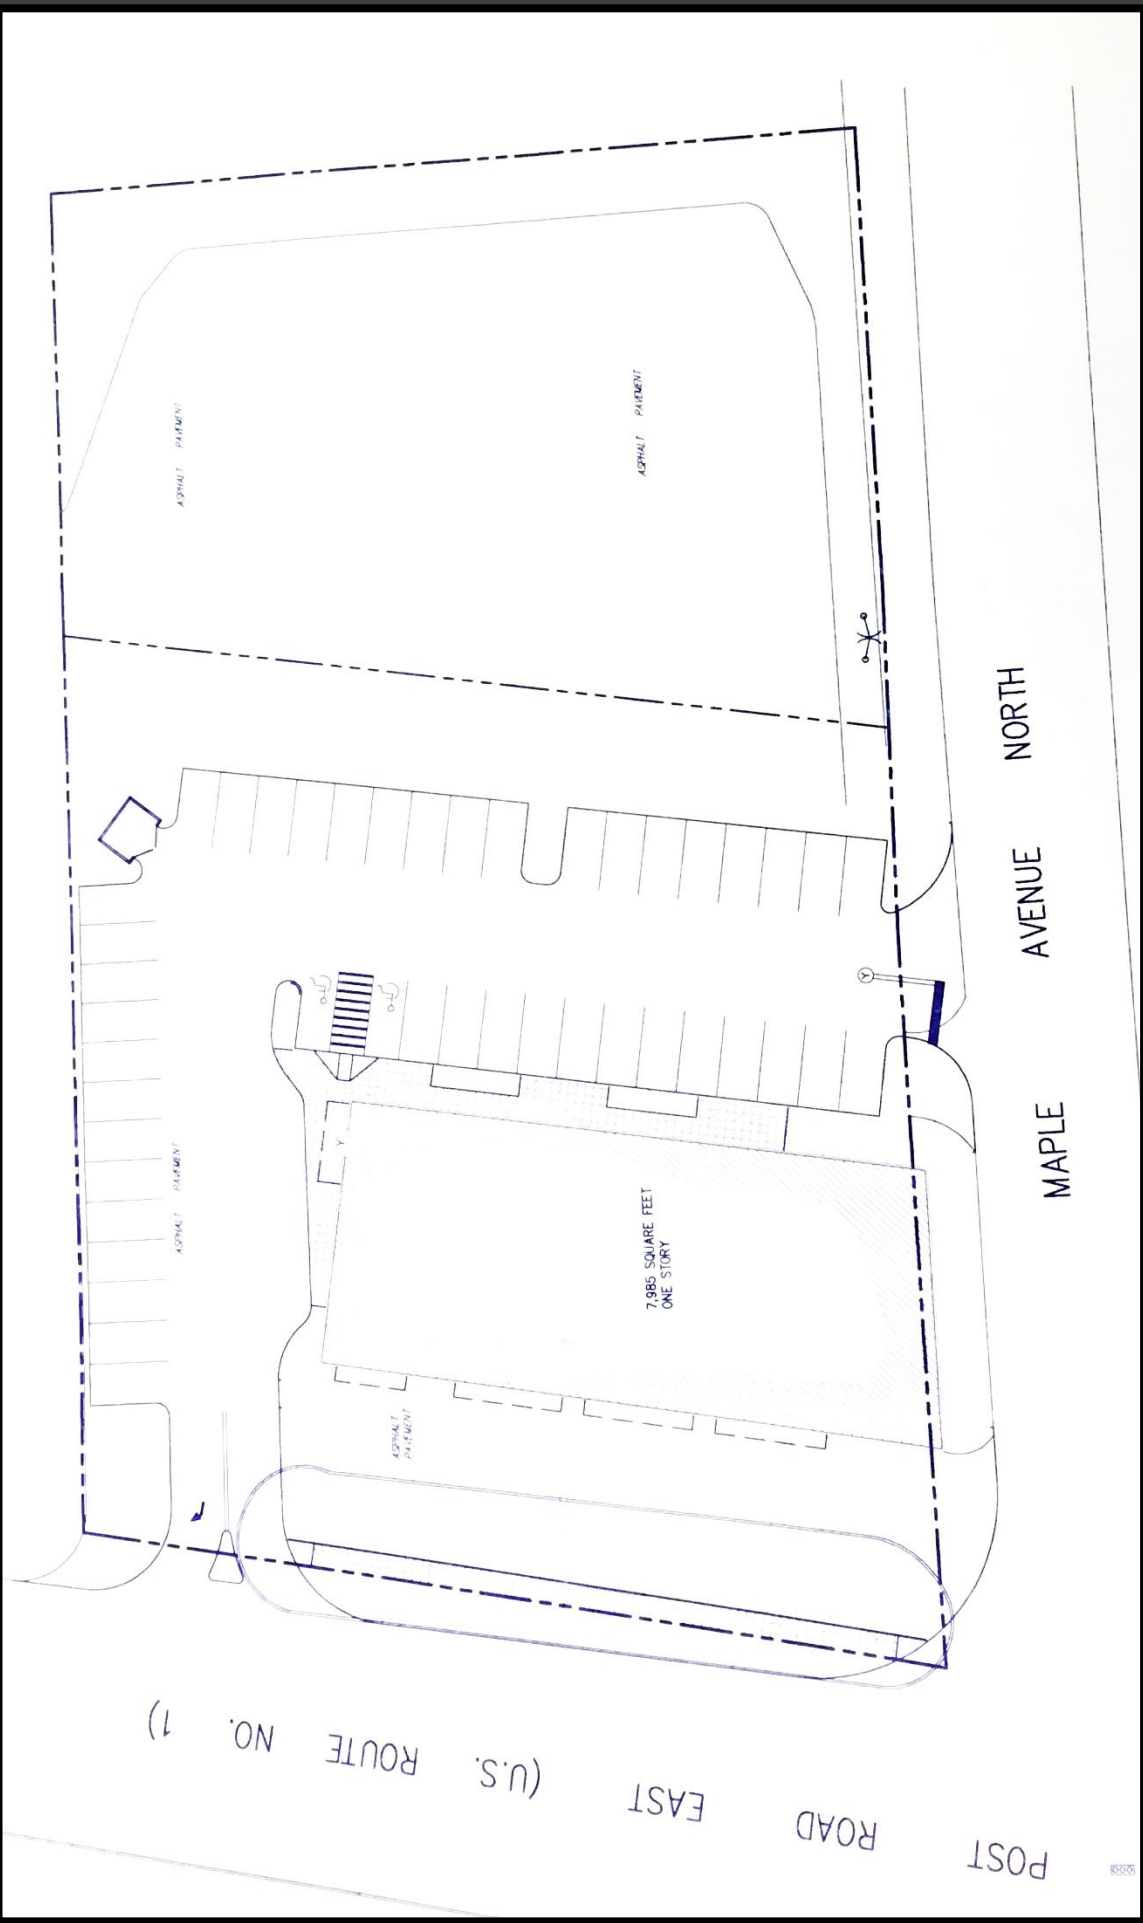 ASPHALT PAVEMENT
ASPHALT PAVEMENT
MAPLE AVENUE NORTH
Y
Y
7,985 SQUARE FEET
ONE STORY
ASPHALT PAVEMENT
ASPHALT
PAVEMENT
POST ROAD EAST (U.S. ROUTE NO. 1)